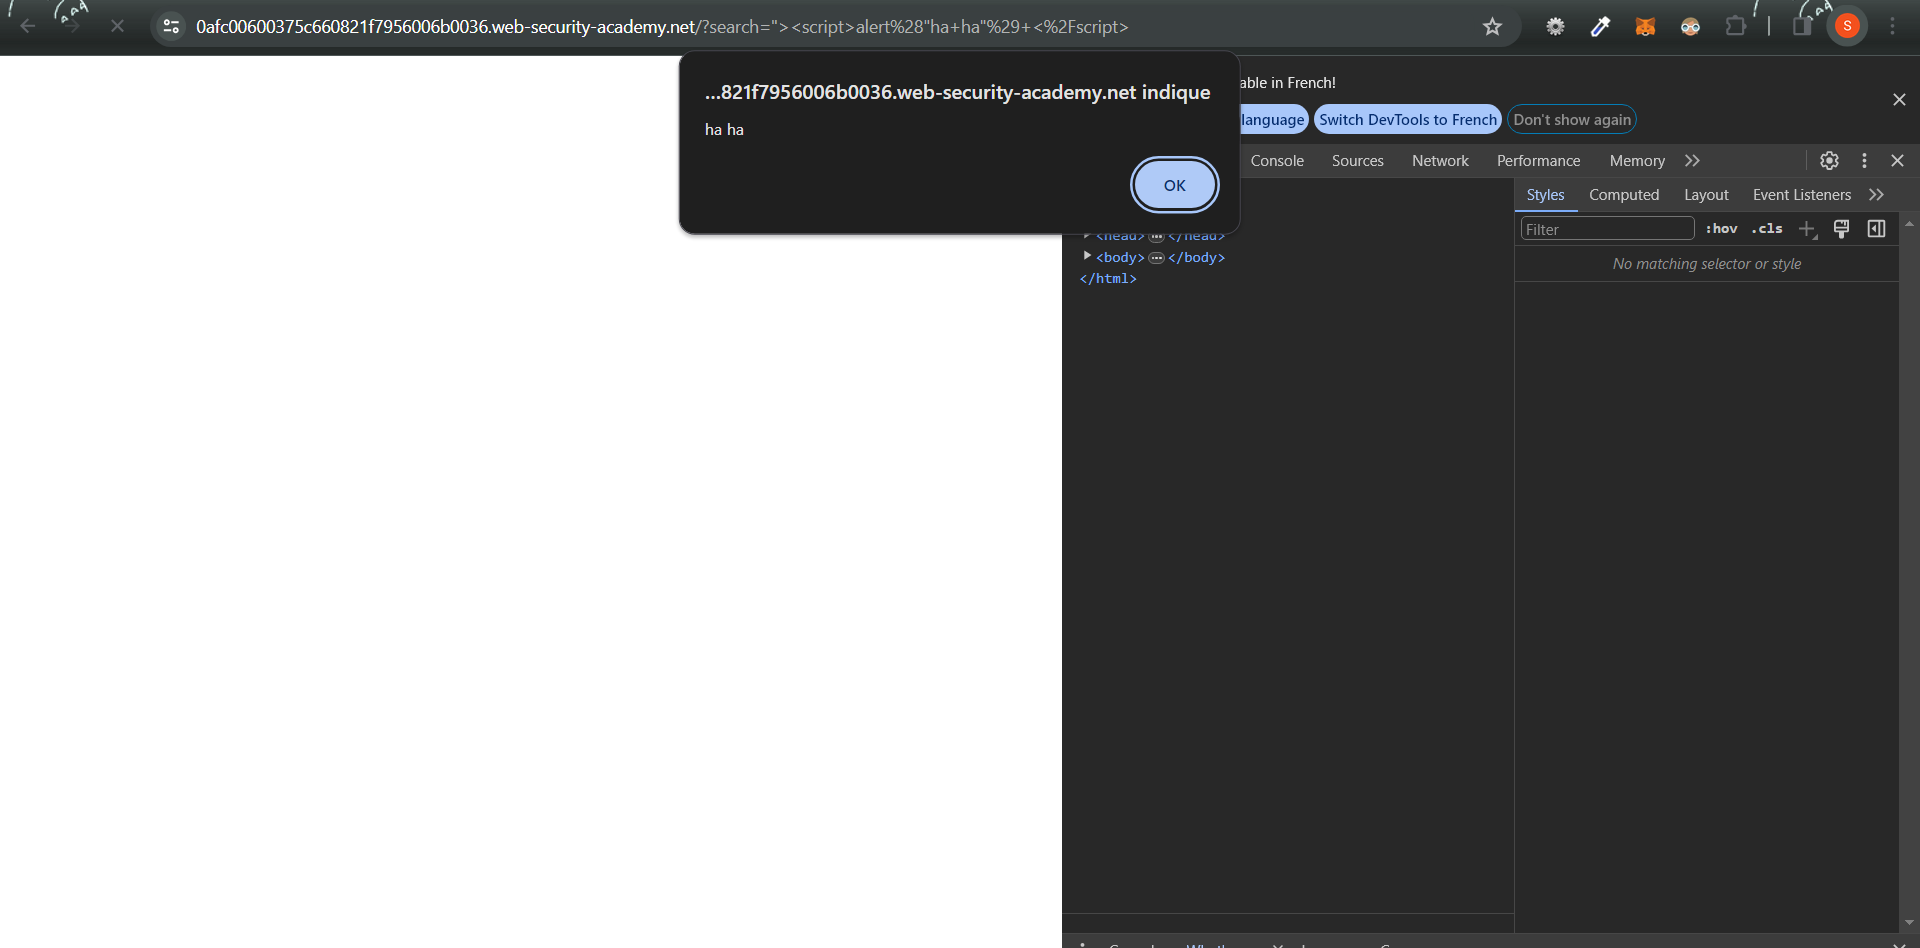 0afc00600375c660821f7956006b0036.web-security-academy.net/?search="><script>alert%28"ha+ha"%29+<%2Fscript>
S
...821f7956006b0036.web-security-academy.net indique
ha ha
OK
able in French!
language Switch DevTools to French Don't show again
Console Sources Network Performance Memory
Styles Computed Layout Event Listeners
Filter :hov .cls
No matching selector or style
<head> ... </head>
<body> ... </body>
</html>